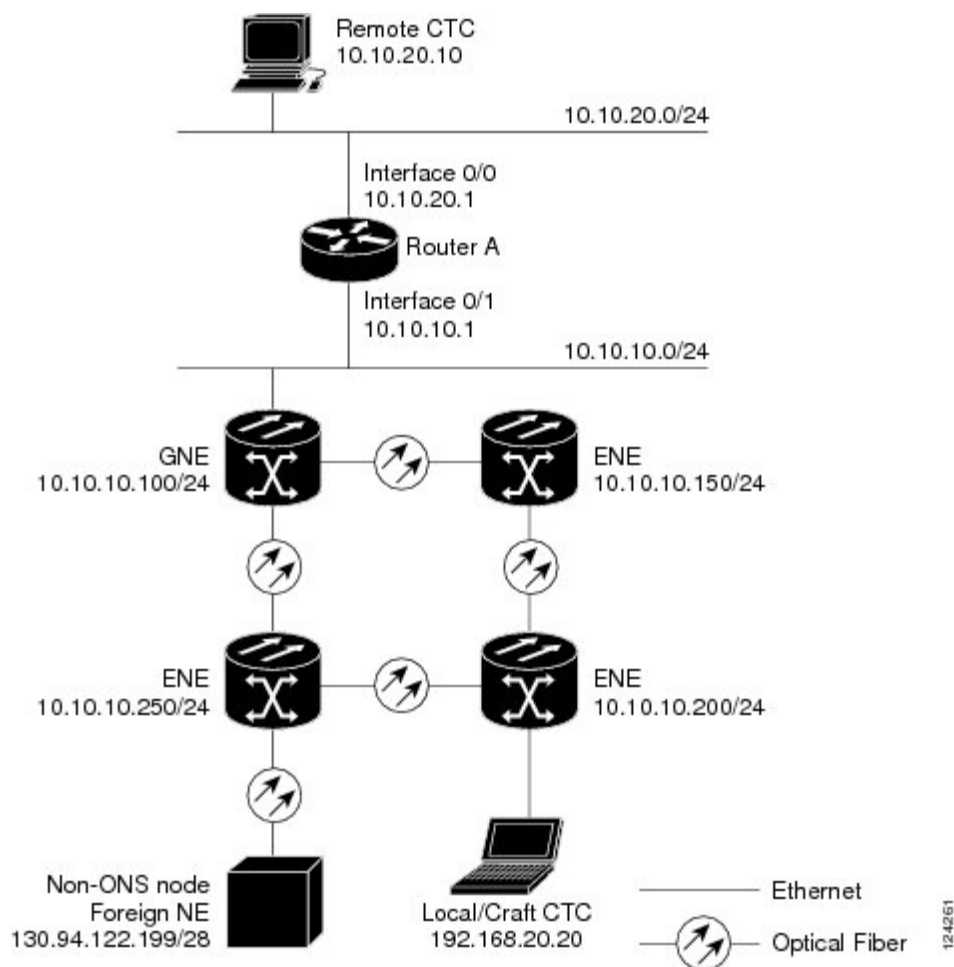 Remote CTC
10.10.20.10
10.10.20.0/24
Interface 0/0
10.10.20.1
Router A
Interface 0/1
10.10.10.1
10.10.10.0/24
GNE
10.10.10.100/24
ENE
10.10.10.150/24
ENE
10.10.10.250/24
ENE
10.10.10.200/24
Non-ONS node
Foreign NE
130.94.122.199/28
Local/Craft CTC
192.168.20.20
Ethernet
Optical Fiber
124261